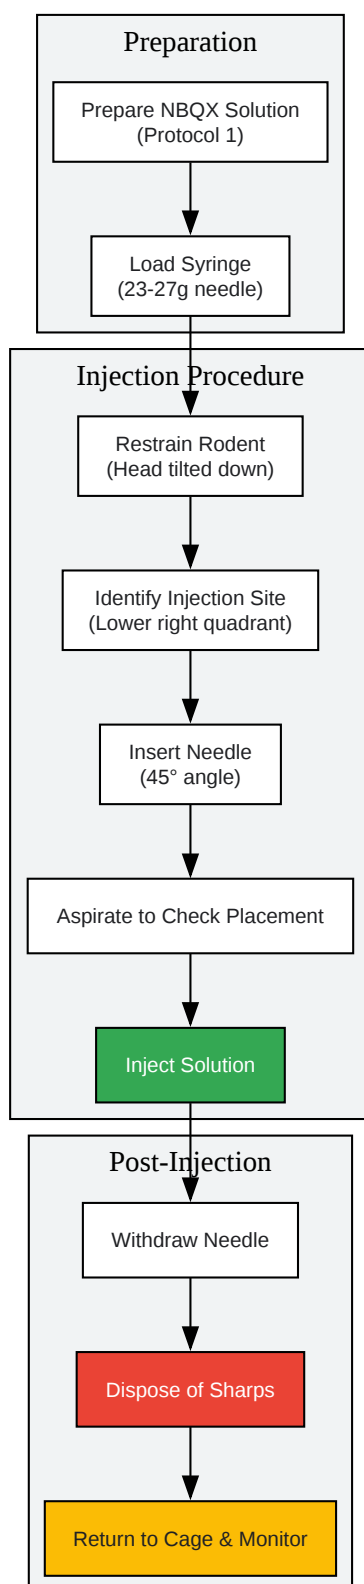 Preparation
Prepare NBQX Solution
(Protocol 1)
Load Syringe
(23-27g needle)
Injection Procedure
Restrain Rodent
(Head tilted down)
Identify Injection Site
(Lower right quadrant)
Insert Needle
(45° angle)
Aspirate to Check Placement
Inject Solution
Post-Injection
Withdraw Needle
Dispose of Sharps
Return to Cage & Monitor